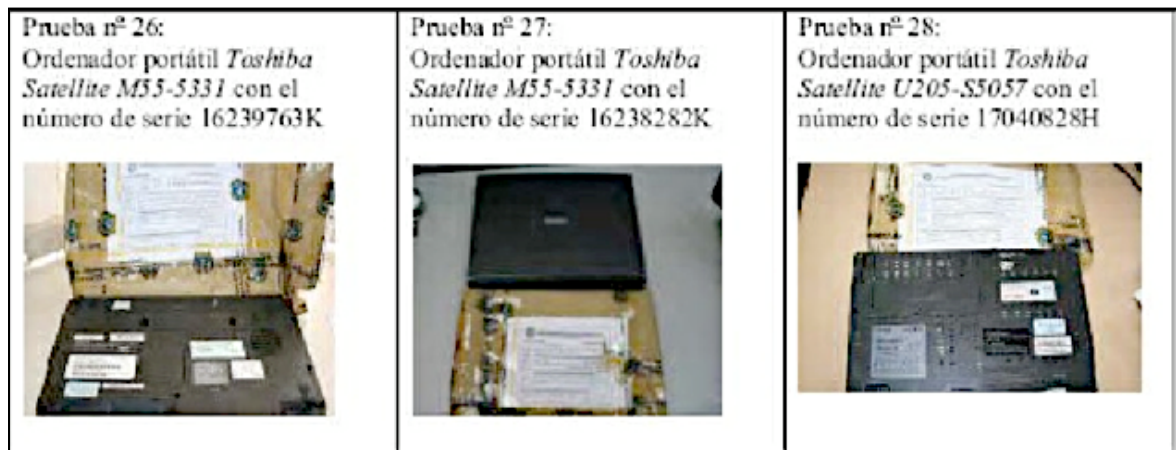 Prueba nº 26:
Ordenador portátil Toshiba
Satellite M55-5331 con el
número de serie 16239763K
Prueba nº 27:
Ordenador portátil Toshiba
Satellite M55-5331 con el
número de serie 16238282K
Prueba nº 28:
Ordenador portátil Toshiba
Satellite U205-S5057 con el
número de serie 17040828H